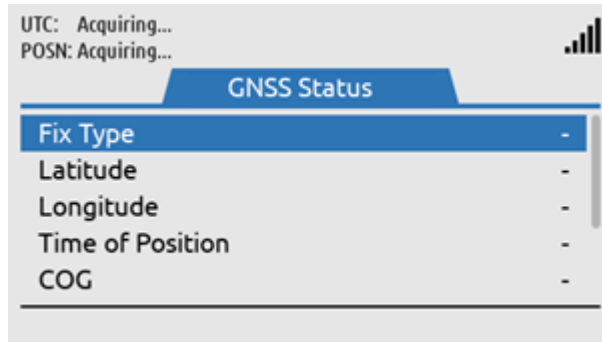 UTC: Acquiring...
POSN: Acquiring...
GNSS Status
Fix Type -
Latitude -
Longitude -
Time of Position -
COG -